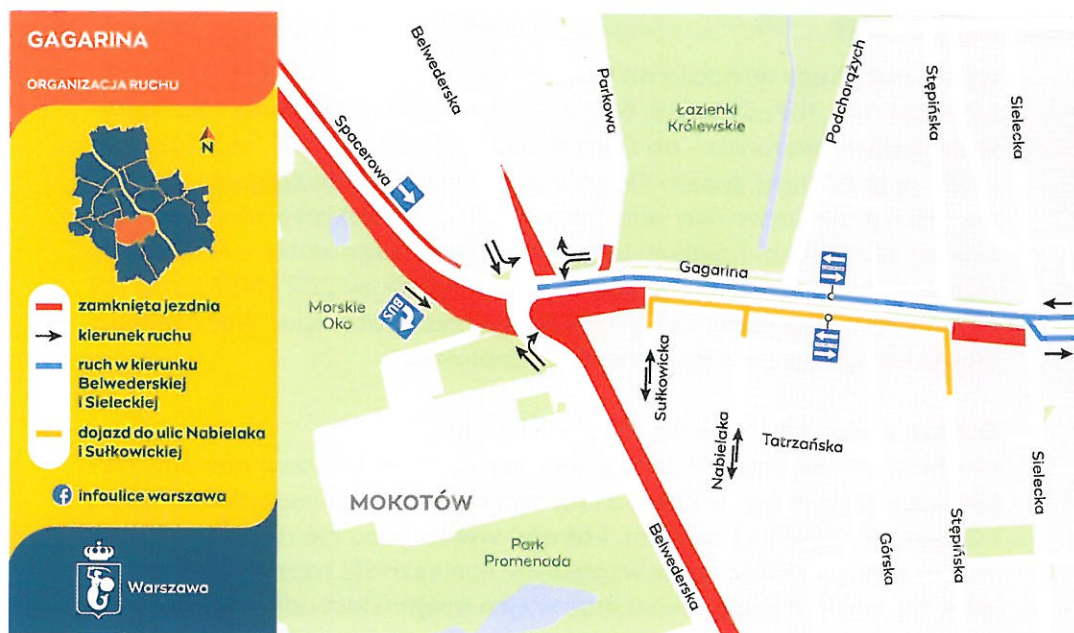 GAGARINA
ORGANIZACJA RUCHU
N
zamknięta jezdnia
kierunek ruchu
ruch w kierunku
Belwederskiej
i Sieleckiej
dojazd do ulic Nabielaka
i Sułkowickiej
infoulice warszawa
Warszawa
Belwederska
Spacerowa
Parkowa
Łazienki
Królewskie
Podchorążych
Stępińska
Sielecka
Gagarina
Morskie
Oko
BUS
Sułkowicka
Nabielaka
Tatrzańska
MOKOTÓW
Park
Promenada
Belwederska
Górska
Stępińska
Sielecka